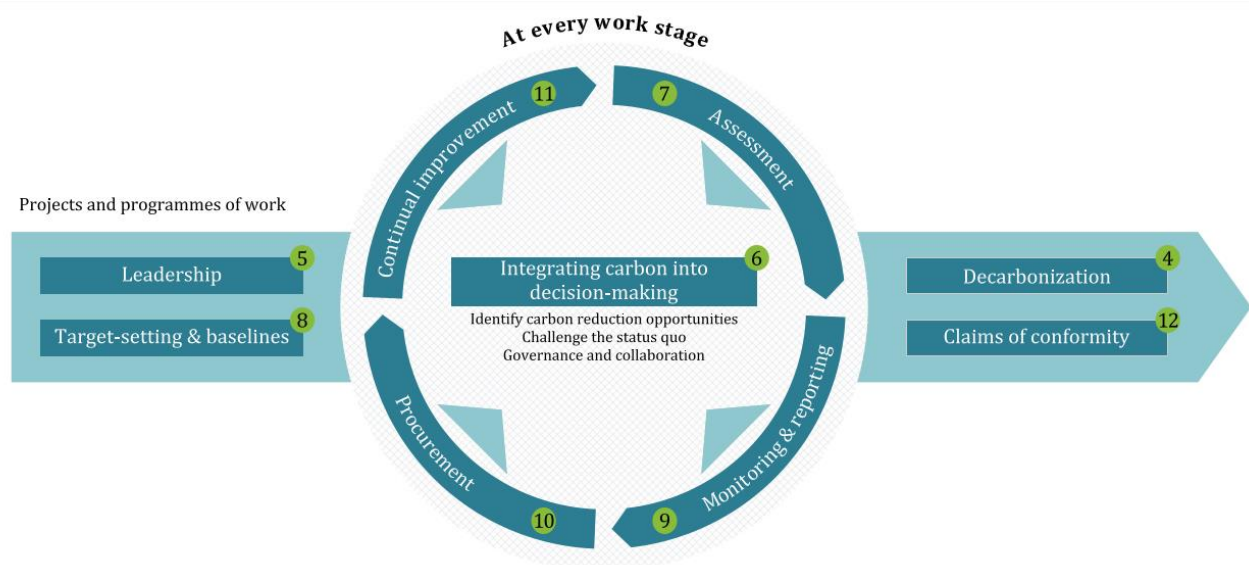 At every work stage
Projects and programmes of work
5
Leadership
8
Target-setting & baselines
11
Continual improvement
7
Assessment
6
Integrating carbon into
decision-making
Identify carbon reduction opportunities
Challenge the status quo
Governance and collaboration
Procurement
10
Monitoring & reporting
9
4
Decarbonization
12
Claims of conformity